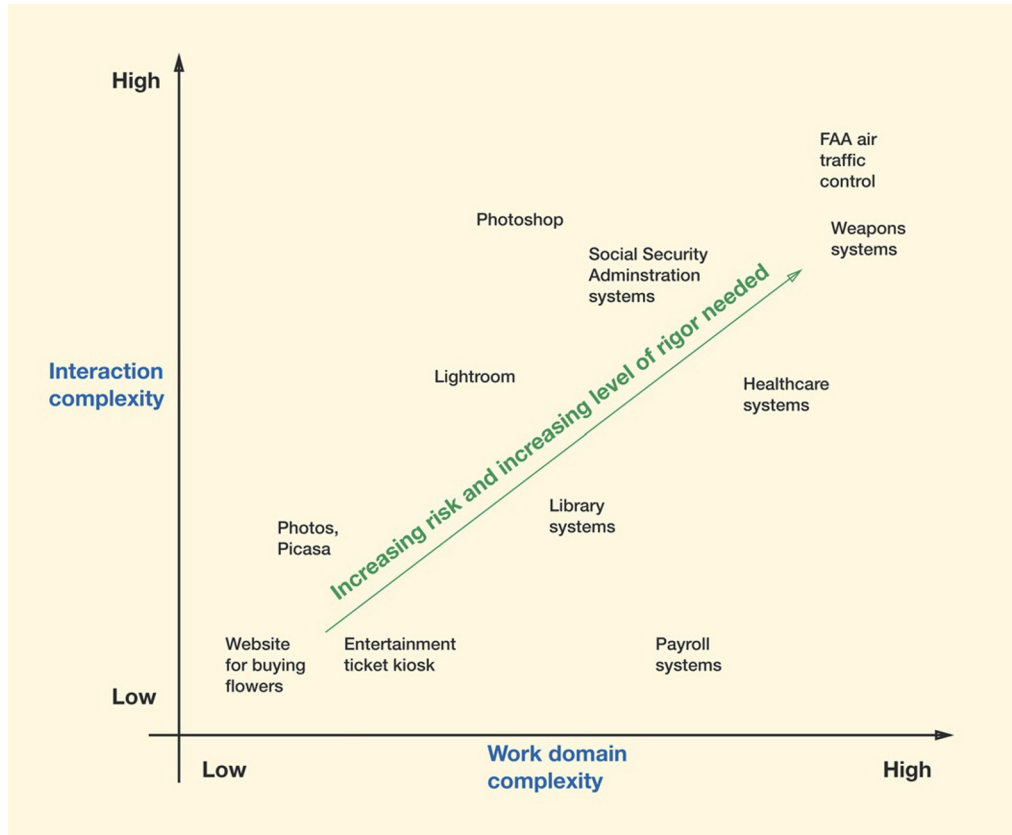 High
FAA air
traffic
control
Photoshop
Weapons
systems
Social Security
Adminstration
systems
Increasing risk and increasing level of rigor needed
Interaction
complexity
Lightroom
Healthcare
systems
Library
systems
Photos,
Picasa
Website
for buying
flowers
Entertainment
ticket kiosk
Payroll
systems
Low
Low
Work domain
complexity
High